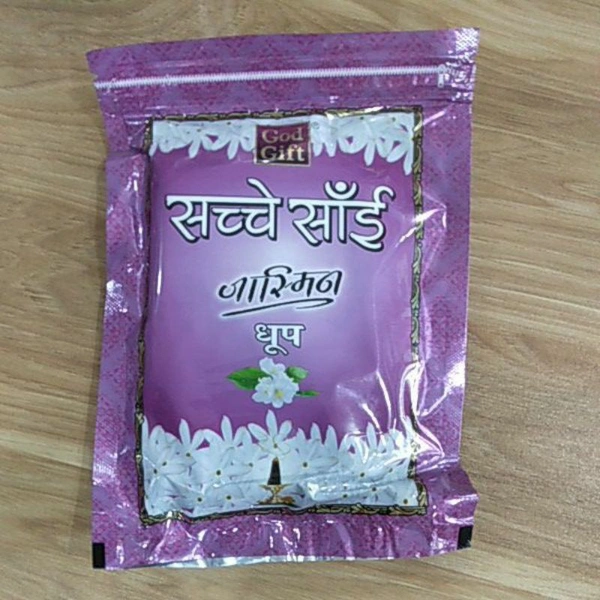 God
Gift
सच्चे साँई
जास्मिन
धूप